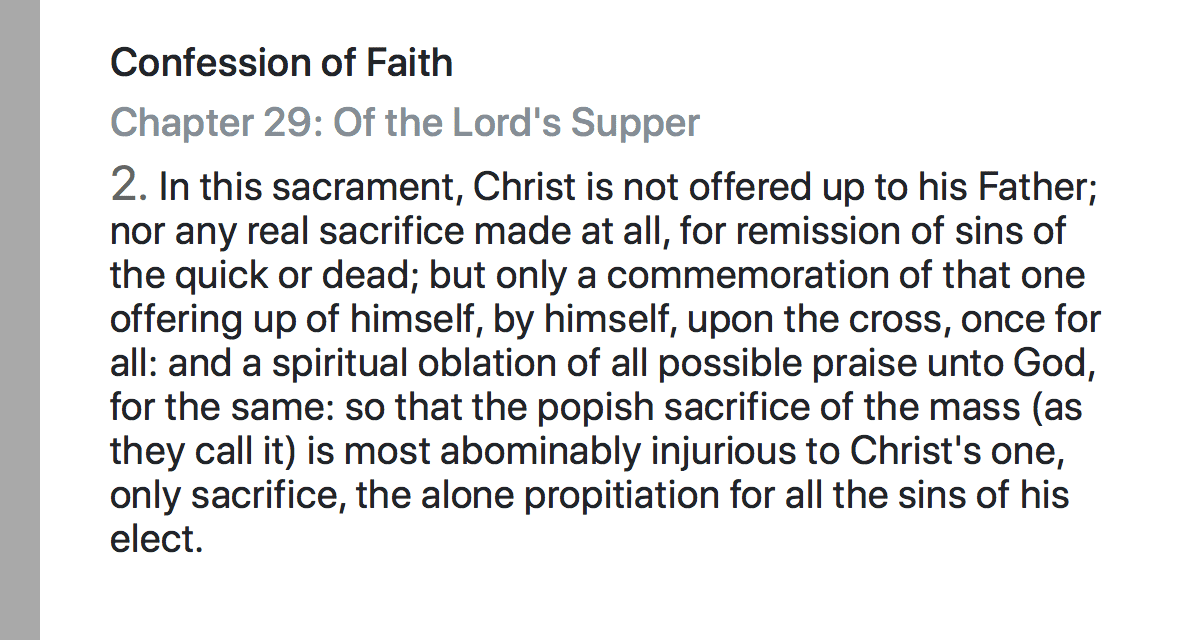 Confession of Faith
Chapter 29: Of the Lord's Supper
2. In this sacrament, Christ is not offered up to his Father;
nor any real sacrifice made at all, for remission of sins of
the quick or dead; but only a commemoration of that one
offering up of himself, by himself, upon the cross, once for
all: and a spiritual oblation of all possible praise unto God,
for the same: so that the popish sacrifice of the mass (as
they call it) is most abominably injurious to Christ's one,
only sacrifice, the alone propitiation for all the sins of his
elect.